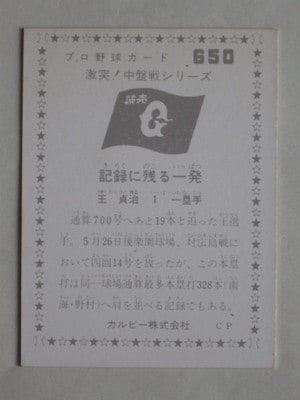 プロ野球カード 650
激突！中盤戦シリーズ
読売
G
記録に残る一発
王 貞治 1 一塁手
通算700号へあと19本と迫った王選
手。5月26日後楽園球場、対広島戦に
おいて四回14号を放ったが、この本塁
打は同一球場通算最多本塁打328本(南
海・野村)へ肩を並べる記録でもある。
カルビー株式会社 CP